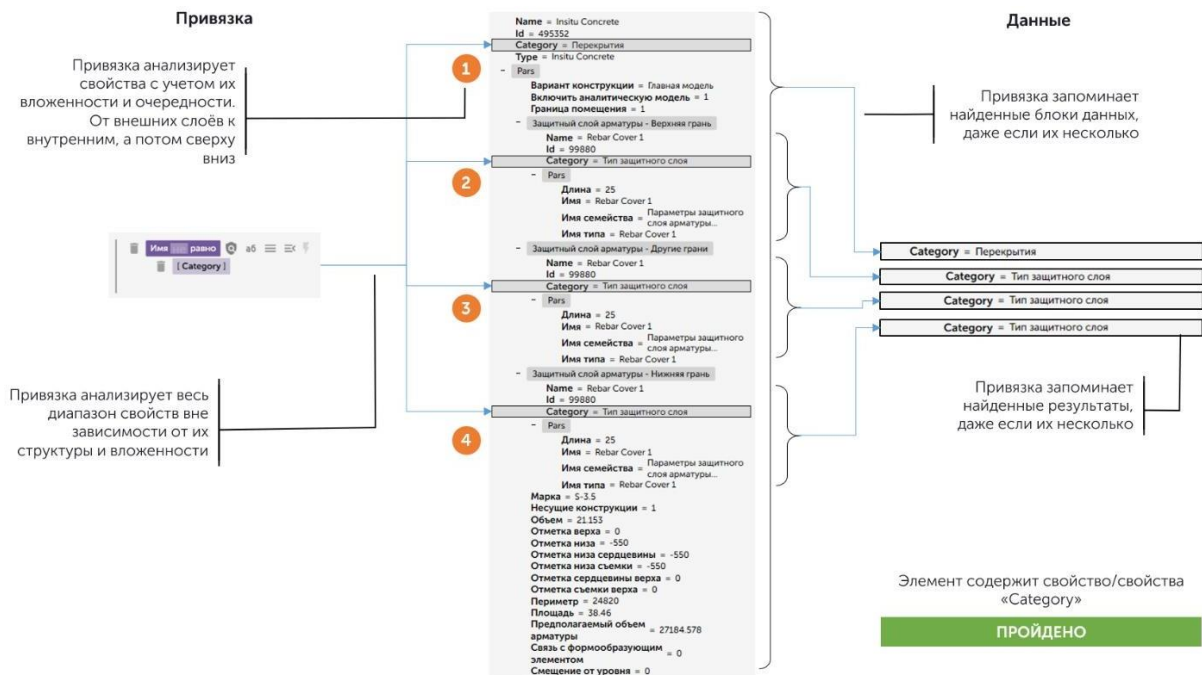 Привязка
Привязка анализирует
свойства с учетом их
вложенности и очередности.
От внешних слоёв к
внутренним, а потом сверху
вниз
Имя равно аб
[ Category ]
Привязка анализирует весь
диапазон свойств вне
зависимости от их
структуры и вложенности
Name = Insitu Concrete
Id = 495352
Category = Перекрытия
Type = Insitu Concrete
1
- Pars
Вариант конструкции = Главная модель
Включить аналитическую модель = 1
Граница помещения = 1
- Защитный слой арматуры - Верхняя грань
Name = Rebar Cover 1
Id = 99880
Category = Тип защитного слоя
2
- Pars
Длина = 25
Имя = Rebar Cover 1
Имя семейства = Параметры защитного
слоя арматуры...
Имя типа = Rebar Cover 1
- Защитный слой арматуры - Другие грани
Name = Rebar Cover 1
Id = 99880
Category = Тип защитного слоя
3
- Pars
Длина = 25
Имя = Rebar Cover 1
Имя семейства = Параметры защитного
слоя арматуры...
Имя типа = Rebar Cover 1
- Защитный слой арматуры - Нижняя грань
Name = Rebar Cover 1
Id = 99880
Category = Тип защитного слоя
4
- Pars
Длина = 25
Имя = Rebar Cover 1
Имя семейства = Параметры защитного
слоя арматуры...
Имя типа = Rebar Cover 1
Марка = S-3.5
Несущие конструкции = 1
Объем = 21.153
Отметка верха = 0
Отметка низа = -550
Отметка низа сердцевины = -550
Отметка низа съемки = -550
Отметка сердцевины верха = 0
Отметка съемки верха = 0
Периметр = 24820
Площадь = 38.46
Предполагаемый объем
арматуры = 27184.578
Связь с формообразующим
элементом = 0
Смещение от уровня = 0
Данные
Привязка запоминает
найденные блоки данных,
даже если их несколько
Category = Перекрытия
Category = Тип защитного слоя
Category = Тип защитного слоя
Category = Тип защитного слоя
Привязка запоминает
найденные результаты,
даже если их несколько
Элемент содержит свойство/свойства
«Category»
ПРОЙДЕНО